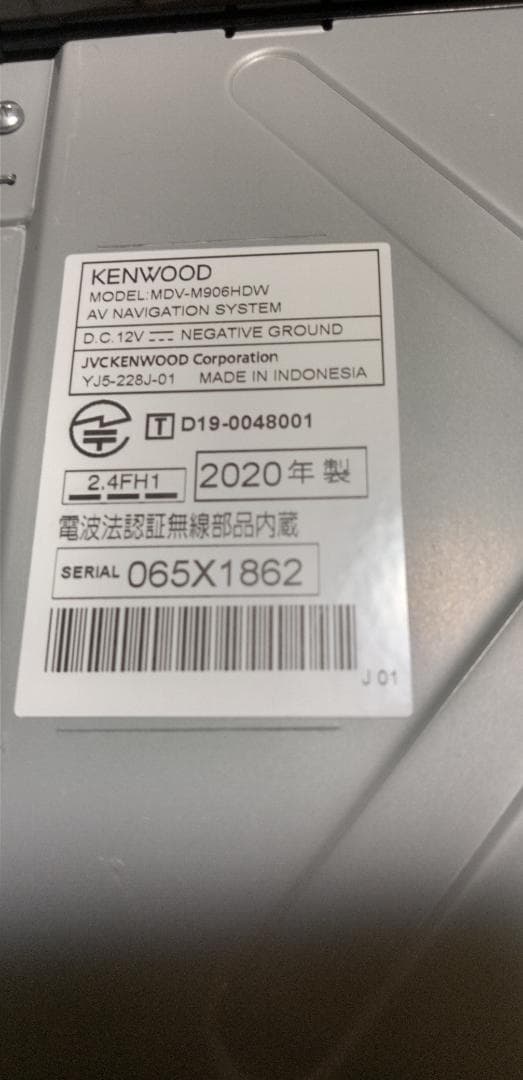 KENWOOD
MODEL:MDV-M906HDW
AV NAVIGATION SYSTEM
D.C.12V NEGATIVE GROUND
JVCKENWOOD Corporation
YJ5-228J-01 MADE IN INDONESIA
T D19-0048001
2.4FH1
2020年製
電波法認証無線部品内蔵
SERIAL 065X1862
J 01